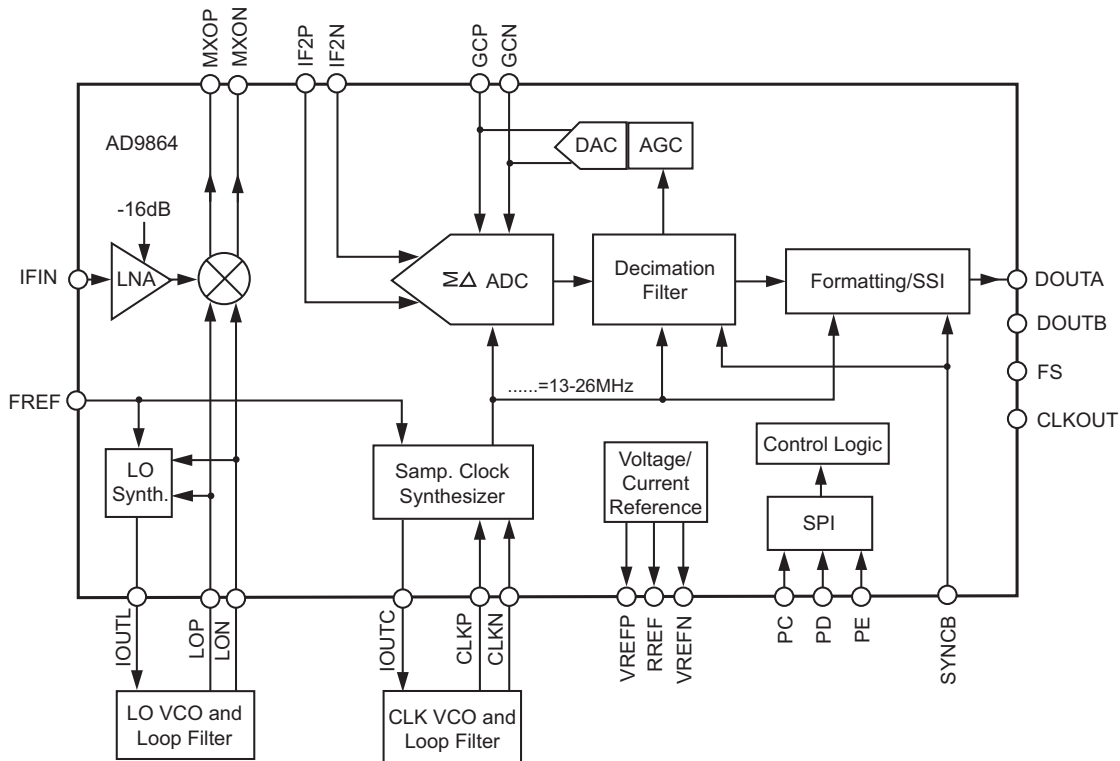 MXOP
MXON
IF2P
IF2N
GCP
GCN
AD9864
DAC
AGC
-16dB
IFIN
LNA
ΣΔ ADC
Decimation
Filter
Formatting/SSI
DOUTA
DOUTB
FS
CLKOUT
......=13-26MHz
FREF
LO
Synth.
Samp. Clock
Synthesizer
Voltage/
Current
Reference
Control Logic
SPI
IOUTL
LOP
LON
IOUTC
CLKP
CLKN
VREFP
RREF
VREFN
PC
PD
PE
SYNCB
LO VCO and
Loop Filter
CLK VCO and
Loop Filter